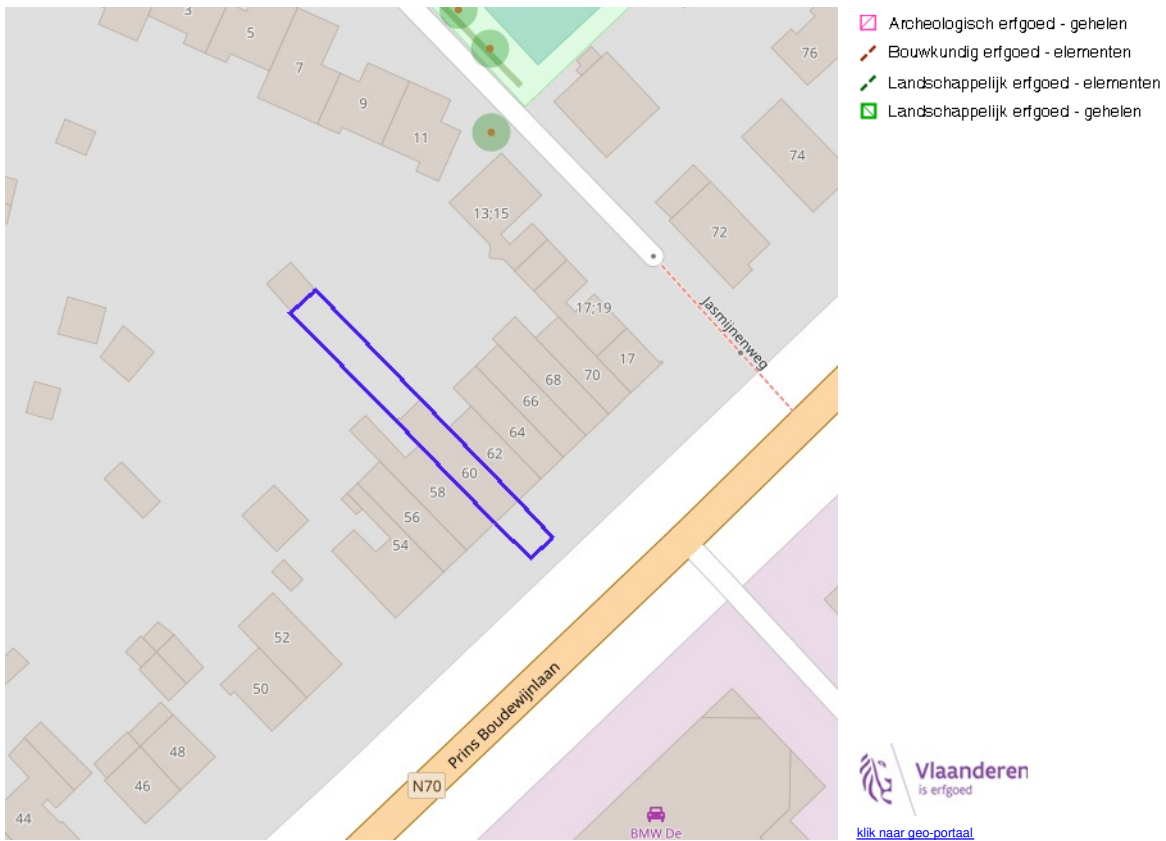 3
5
7
9
11
76
74
13;15
72
17;19
Jasmijnenweg
17
70
68
66
64
62
60
58
56
54
52
50
48
46
44
Prins Boudewijnlaan
N70
BMW De
Archeologisch erfgoed - gehelen
Bouwkundig erfgoed - elementen
Landschappelijk erfgoed - elementen
Landschappelijk erfgoed - gehelen
Vlaanderen
is erfgoed
klik naar geo-portaal